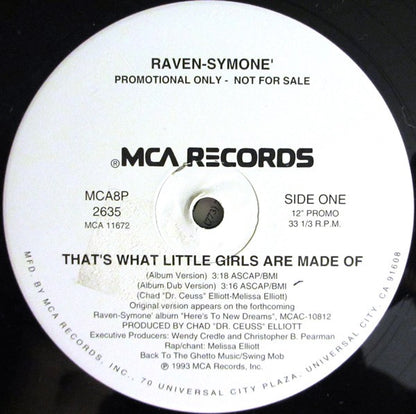 RAVEN-SYMONE'
PROMOTIONAL ONLY - NOT FOR SALE
®MCA RECORDS
MCA8P
2635
MCA 11672
SIDE ONE
12" PROMO
33 1/3 R.P.M.
THAT'S WHAT LITTLE GIRLS ARE MADE OF
(Album Version) 3:18 ASCAP/BMI
(Album Dub Version) 3:16 ASCAP/BMI
(Chad "Dr. Ceuss" Elliott-Melissa Elliott)
Original version appears on the forthcoming
Raven-Symone' album "Here's To New Dreams", MCAC-10812
PRODUCED BY CHAD "DR. CEUSS" ELLIOTT
Executive Producers: Wendy Credle and Christopher B. Pearman
Rap/chant: Melissa Elliott
Back To The Ghetto Music/Swing Mob
℗ 1993 MCA Records, Inc.
MFD. BY MCA RECORDS, INC., 70 UNIVERSAL CITY PLAZA, UNIVERSAL CITY, CA 91608